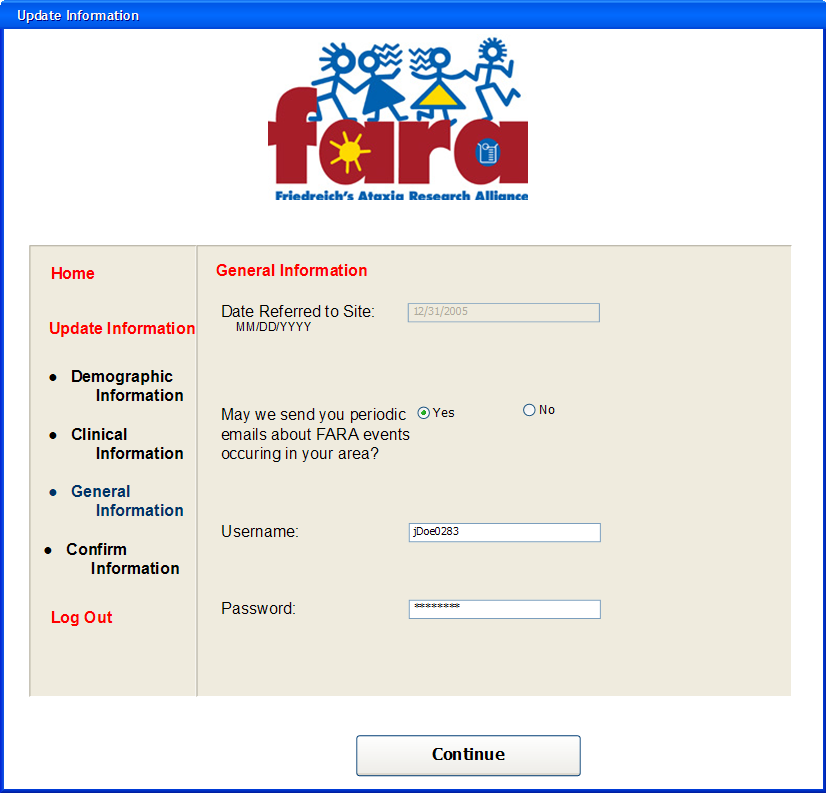 Update Information
fara
Friedreich's Ataxia Research Alliance
Home
Update Information
Demographic
Information
Clinical
Information
General
Information
Confirm
Information
Log Out
General Information
Date Referred to Site:
MM/DD/YYYY
12/31/2005
May we send you periodic
emails about FARA events
occuring in your area?
Yes
No
Username:
jDoe0283
Password:
********
Continue